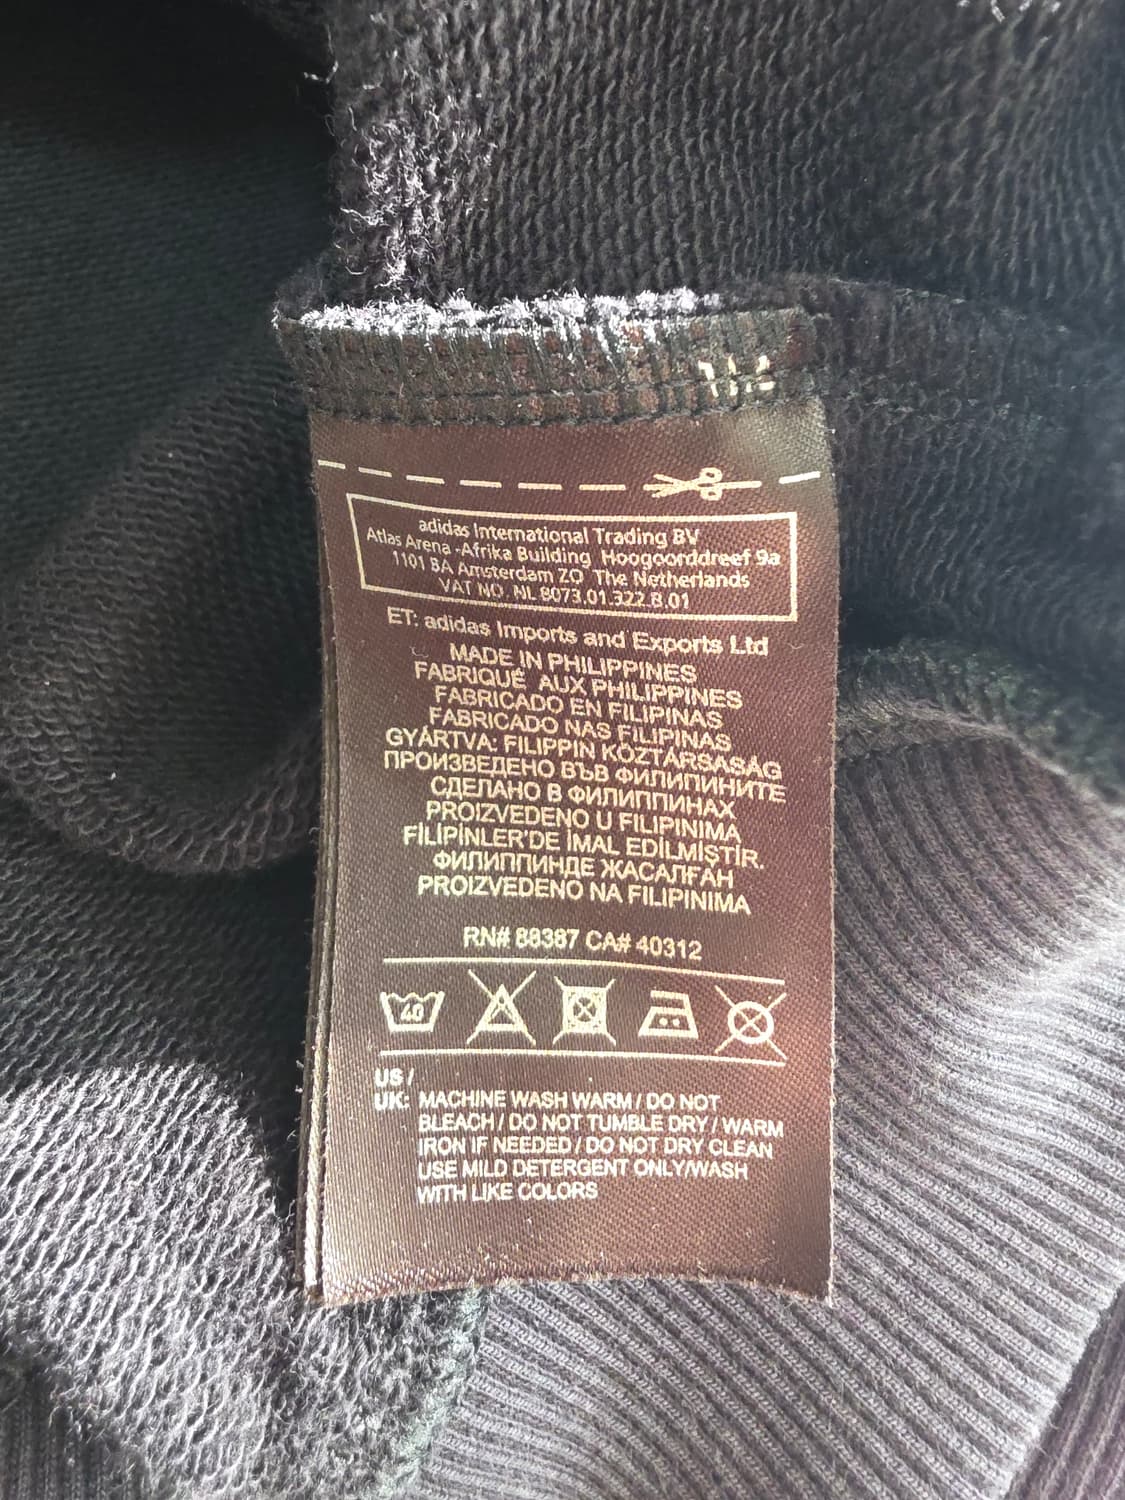 adidas International Trading BV
Atlas Arena -Afrika Building Hoogoorddreef 9a
1101 BA Amsterdam ZO The Netherlands
VAT NO. NL 8073.01.322.B.01
ET: adidas Imports and Exports Ltd
MADE IN PHILIPPINES
FABRIQUÉ AUX PHILIPPINES
FABRICADO EN FILIPINAS
FABRICADO NAS FILIPINAS
GYÁRTVA: FILIPPIN KÖZTÁRSASÁG
ПРОИЗВЕДЕНО ВЪВ ФИЛИПИНИТЕ
СДЕЛАНО В ФИЛИППИНАХ
PROIZVEDENO U FILIPINIMA
FİLİPİNLER'DE İMAL EDİLMİŞTİR.
ФИЛИППИНДЕ ЖАСАЛҒАН
PROIZVEDENO NA FILIPINIMA
RN# 88387 CA# 40312
40
US /
UK: MACHINE WASH WARM / DO NOT
BLEACH / DO NOT TUMBLE DRY / WARM
IRON IF NEEDED / DO NOT DRY CLEAN
USE MILD DETERGENT ONLY/WASH
WITH LIKE COLORS